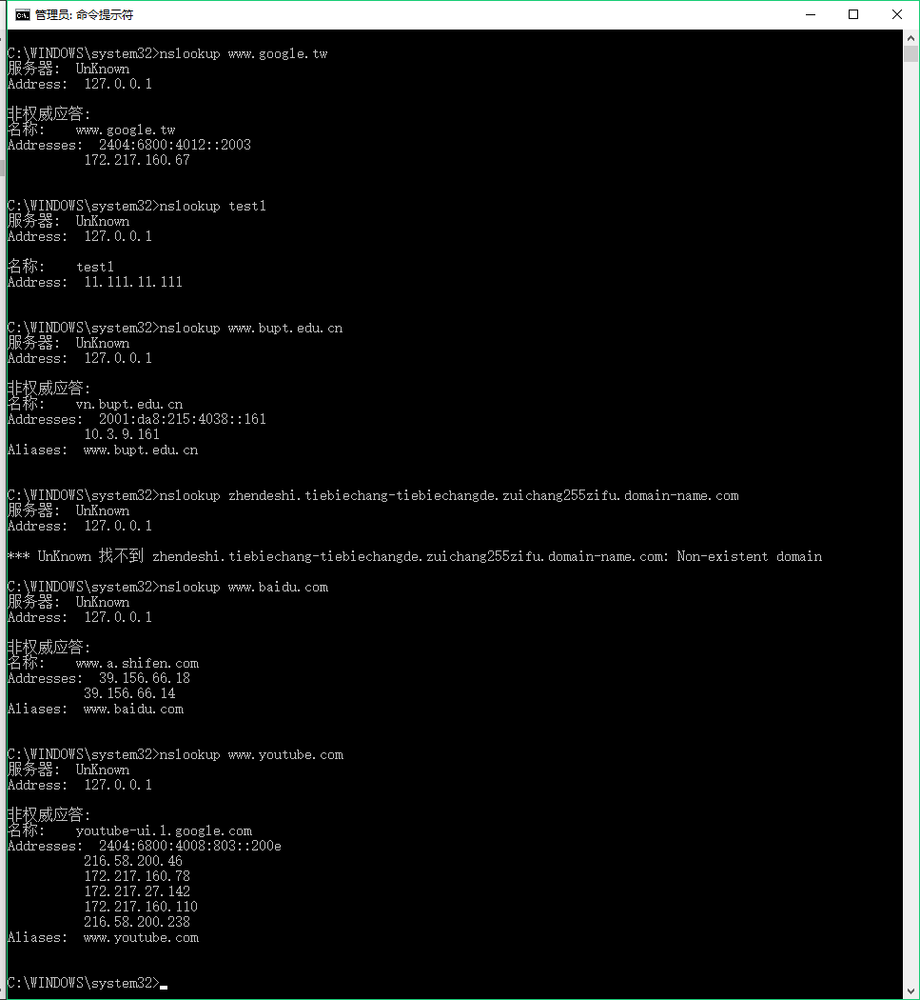 管理员: 命令提示符
C:\WINDOWS\system32>nslookup www.google.tw
服务器:  UnKnown
Address:  127.0.0.1
非权威应答:
名称:    www.google.tw
Addresses:  2404:6800:4012::2003
172.217.160.67
C:\WINDOWS\system32>nslookup test1
服务器:  UnKnown
Address:  127.0.0.1
名称:    test1
Address:  11.111.11.111
C:\WINDOWS\system32>nslookup www.bupt.edu.cn
服务器:  UnKnown
Address:  127.0.0.1
非权威应答:
名称:    vn.bupt.edu.cn
Addresses:  2001:da8:215:4038::161
10.3.9.161
Aliases:  www.bupt.edu.cn
C:\WINDOWS\system32>nslookup zhendeshi.tiebiechang-tiebiechangde.zuichang255zifu.domain-name.com
服务器:  UnKnown
Address:  127.0.0.1
*** UnKnown 找不到 zhendeshi.tiebiechang-tiebiechangde.zuichang255zifu.domain-name.com: Non-existent domain
C:\WINDOWS\system32>nslookup www.baidu.com
服务器:  UnKnown
Address:  127.0.0.1
非权威应答:
名称:    www.a.shifen.com
Addresses:  39.156.66.18
39.156.66.14
Aliases:  www.baidu.com
C:\WINDOWS\system32>nslookup www.youtube.com
服务器:  UnKnown
Address:  127.0.0.1
非权威应答:
名称:    youtube-ui.l.google.com
Addresses:  2404:6800:4008:803::200e
216.58.200.46
172.217.160.78
172.217.27.142
172.217.160.110
216.58.200.238
Aliases:  www.youtube.com
C:\WINDOWS\system32>